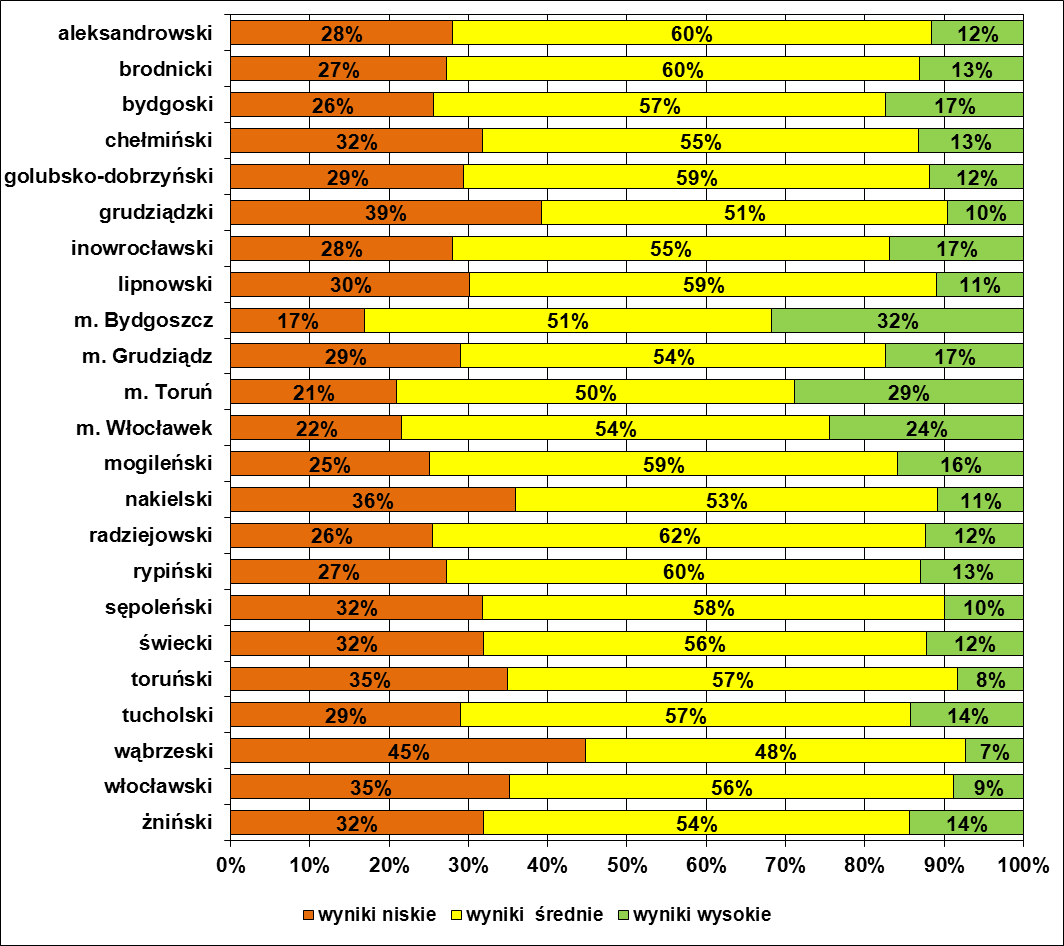 aleksandrowski 28% 60% 12%
brodnicki 27% 60% 13%
bydgoski 26% 57% 17%
chełmiński 32% 55% 13%
golubsko-dobrzyński 29% 59% 12%
grudziądzki 39% 51% 10%
inowrocławski 28% 55% 17%
lipnowski 30% 59% 11%
m. Bydgoszcz 17% 51% 32%
m. Grudziądz 29% 54% 17%
m. Toruń 21% 50% 29%
m. Włocławek 22% 54% 24%
mogileński 25% 59% 16%
nakielski 36% 53% 11%
radziejowski 26% 62% 12%
rypiński 27% 60% 13%
sępoleński 32% 58% 10%
świecki 32% 56% 12%
toruński 35% 57% 8%
tucholski 29% 57% 14%
wąbrzeski 45% 48% 7%
włocławski 35% 56% 9%
żniński 32% 54% 14%
0% 10% 20% 30% 40% 50% 60% 70% 80% 90% 100%
wyniki niskie wyniki średnie wyniki wysokie